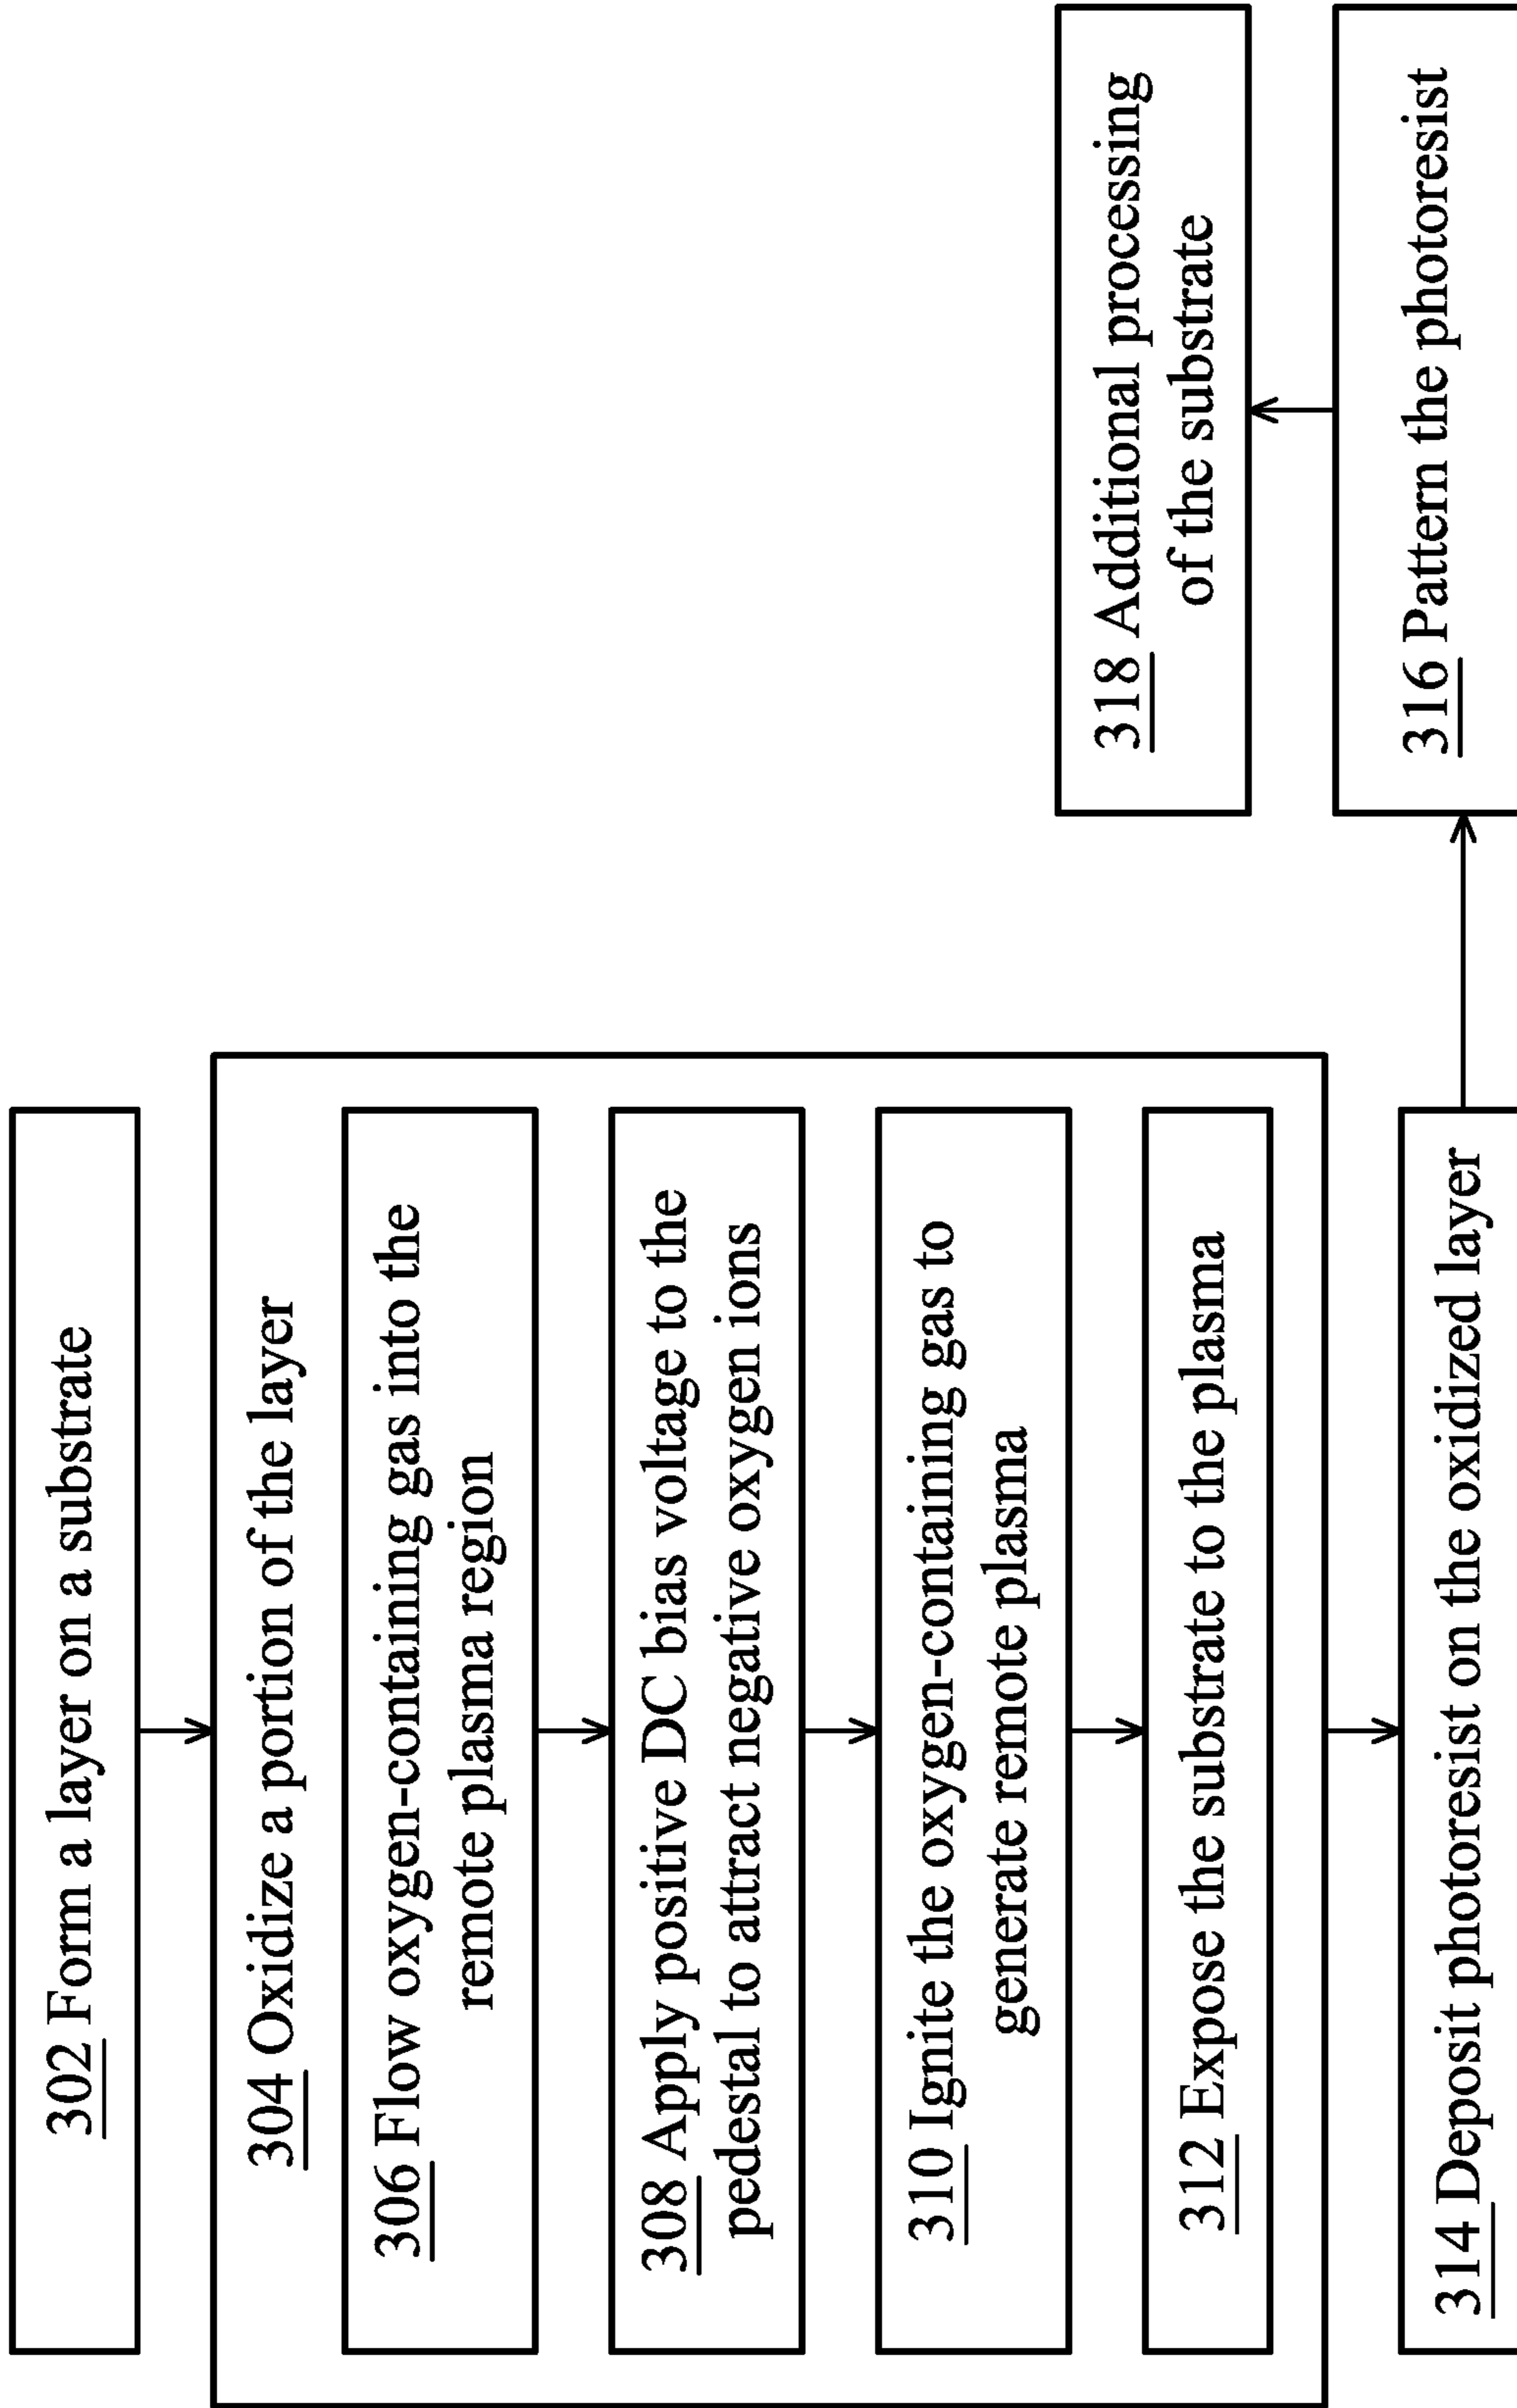 302 Form a layer on a substrate
304 Oxidize a portion of the layer
306 Flow oxygen-containing gas into the
remote plasma region
308 Apply positive DC bias voltage to the
pedestal to attract negative oxygen ions
310 Ignite the oxygen-containing gas to
generate remote plasma
312 Expose the substrate to the plasma
314 Deposit photoresist on the oxidized layer
316 Pattern the photoresist
318 Additional processing
of the substrate